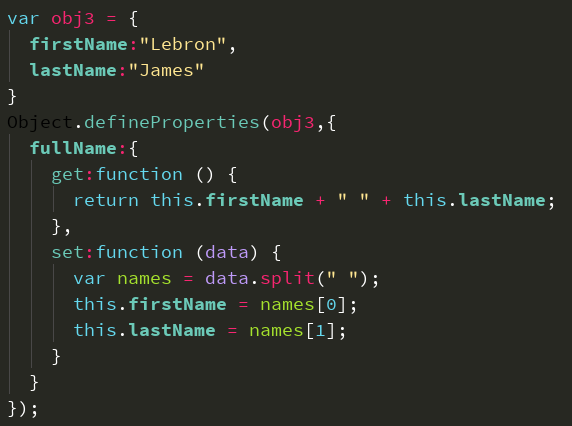 var obj3 = {
  firstName:"Lebron",
  lastName:"James"
}
Object.defineProperties(obj3,{
  fullName:{
    get:function () {
      return this.firstName + " " + this.lastName;
    },
    set:function (data) {
      var names = data.split(" ");
      this.firstName = names[0];
      this.lastName = names[1];
    }
  }
});